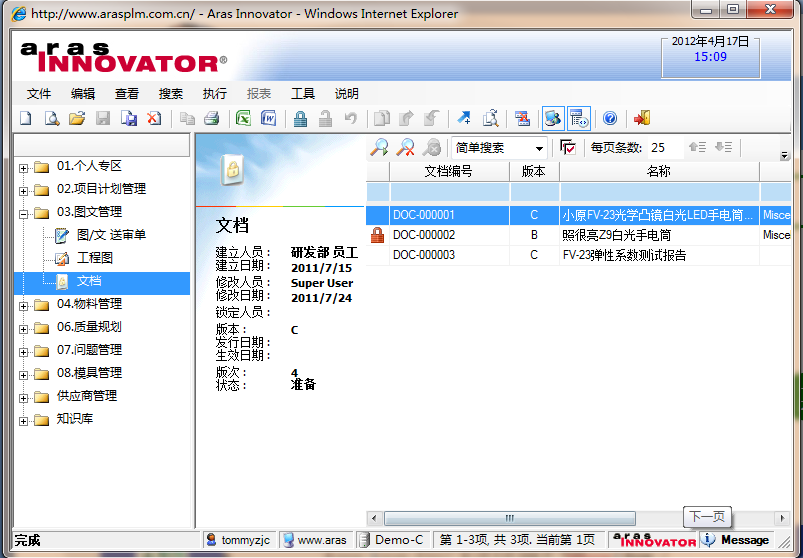 http://www.arasplm.com.cn/ - Aras Innovator - Windows Internet Explorer
aras
INNOVATOR®
2012年4月17日
15:09
文件 编辑 查看 搜索 执行 报表 工具 说明
简单搜索 每页条数: 25
01.个人专区
02.项目计划管理
03.图文管理
图/文 送审单
工程图
文档
04.物料管理
06.质量规划
07.问题管理
08.模具管理
供应商管理
知识库
文档
建立人员: 研发部 员工
建立日期: 2011/7/15
修改人员: Super User
修改日期: 2011/7/24
锁定人员:
版本: C
发行日期:
生效日期:
版次: 4
状态: 准备
文档编号 版本 名称
DOC-000001 C 小原FV-23光学凸镜白光LED手电筒... Misce
DOC-000002 B 照很亮Z9白光手电筒 Misce
DOC-000003 C FV-23弹性系数测试报告
下一页
完成 tommyzjc www.aras Demo-C 第 1-3项, 共 3项. 当前第 1页 aras INNOVATOR Message